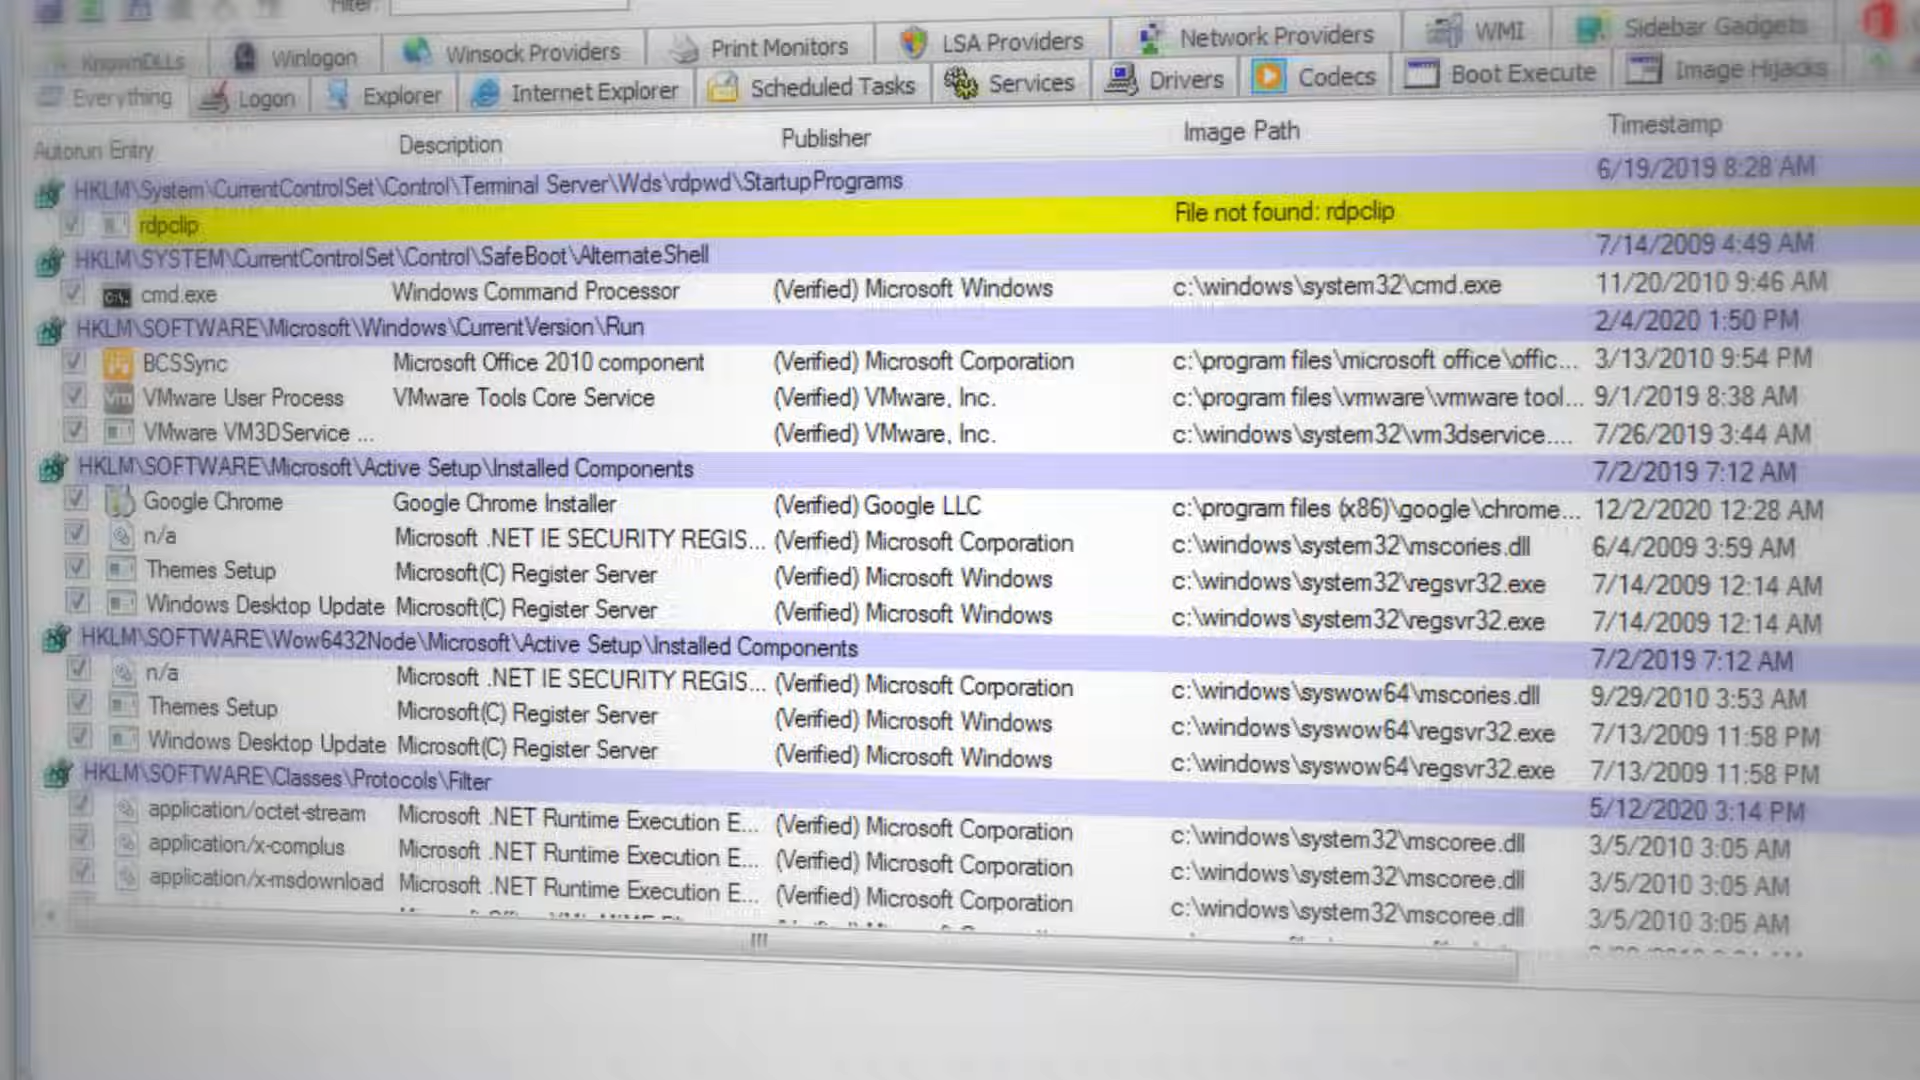 Filter:
KnownDLLs Winlogon Winsock Providers Print Monitors LSA Providers Network Providers WMI Sidebar Gadgets
Everything Logon Explorer Internet Explorer Scheduled Tasks Services Drivers Codecs Boot Execute Image Hijacks
Autorun Entry Description Publisher Image Path Timestamp
HKLM\System\CurrentControlSet\Control\Terminal Server\Wds\rdpwd\StartupPrograms 6/19/2019 8:28 AM
rdpclip File not found: rdpclip
HKLM\SYSTEM\CurrentControlSet\Control\SafeBoot\AlternateShell 7/14/2009 4:49 AM
cmd.exe Windows Command Processor (Verified) Microsoft Windows c:\windows\system32\cmd.exe 11/20/2010 9:46 AM
HKLM\SOFTWARE\Microsoft\Windows\CurrentVersion\Run 2/4/2020 1:50 PM
BCSSync Microsoft Office 2010 component (Verified) Microsoft Corporation c:\program files\microsoft office\offic... 3/13/2010 9:54 PM
VMware User Process VMware Tools Core Service (Verified) VMware, Inc. c:\program files\vmware\vmware tool... 9/1/2019 8:38 AM
VMware VM3DService ... (Verified) VMware, Inc. c:\windows\system32\vm3dservice.... 7/26/2019 3:44 AM
HKLM\SOFTWARE\Microsoft\Active Setup\Installed Components 7/2/2019 7:12 AM
Google Chrome Google Chrome Installer (Verified) Google LLC c:\program files (x86)\google\chrome... 12/2/2020 12:28 AM
n/a Microsoft .NET IE SECURITY REGIS... (Verified) Microsoft Corporation c:\windows\system32\mscories.dll 6/4/2009 3:59 AM
Themes Setup Microsoft(C) Register Server (Verified) Microsoft Windows c:\windows\system32\regsvr32.exe 7/14/2009 12:14 AM
Windows Desktop Update Microsoft(C) Register Server (Verified) Microsoft Windows c:\windows\system32\regsvr32.exe 7/14/2009 12:14 AM
HKLM\SOFTWARE\Wow6432Node\Microsoft\Active Setup\Installed Components 7/2/2019 7:12 AM
n/a Microsoft .NET IE SECURITY REGIS... (Verified) Microsoft Corporation c:\windows\syswow64\mscories.dll 9/29/2010 3:53 AM
Themes Setup Microsoft(C) Register Server (Verified) Microsoft Windows c:\windows\syswow64\regsvr32.exe 7/13/2009 11:58 PM
Windows Desktop Update Microsoft(C) Register Server (Verified) Microsoft Windows c:\windows\syswow64\regsvr32.exe 7/13/2009 11:58 PM
HKLM\SOFTWARE\Classes\Protocols\Filter 5/12/2020 3:14 PM
application/octet-stream Microsoft .NET Runtime Execution E... (Verified) Microsoft Corporation c:\windows\system32\mscoree.dll 3/5/2010 3:05 AM
application/x-complus Microsoft .NET Runtime Execution E... (Verified) Microsoft Corporation c:\windows\system32\mscoree.dll 3/5/2010 3:05 AM
application/x-msdownload Microsoft .NET Runtime Execution E... (Verified) Microsoft Corporation c:\windows\system32\mscoree.dll 3/5/2010 3:05 AM